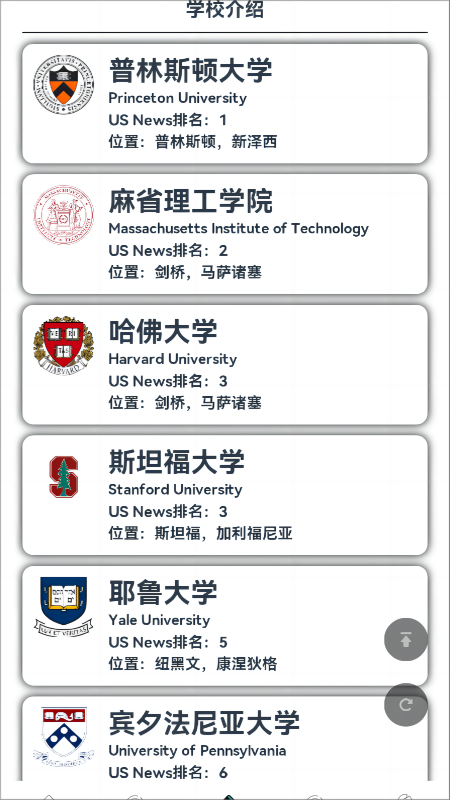 学校介绍
普林斯顿大学
Princeton University
US News排名：1
位置：普林斯顿，新泽西
麻省理工学院
Massachusetts Institute of Technology
US News排名：2
位置：剑桥，马萨诸塞
哈佛大学
Harvard University
US News排名：3
位置：剑桥，马萨诸塞
斯坦福大学
Stanford University
US News排名：3
位置：斯坦福，加利福尼亚
耶鲁大学
Yale University
US News排名：5
位置：纽黑文，康涅狄格
宾夕法尼亚大学
University of Pennsylvania
US News排名：6